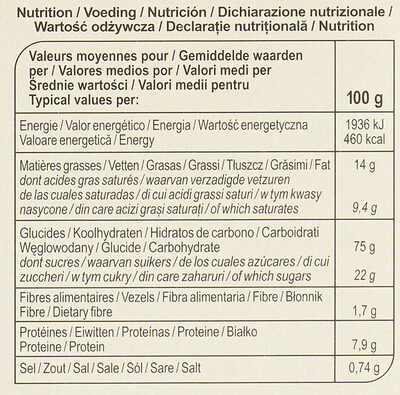 Nutrition / Voeding / Nutrición / Dichiarazione nutrizionale /
Wartość odżywcza / Declarație nutrițională / Nutrition
Valeurs moyennes pour / Gemiddelde waarden
per / Valores medios por / Valori medi per
Średnie wartości / Valori medii pentru
Typical values per:
100 g
Energie / Valor energético / Energia / Wartość energetyczna
Valoare energetică / Energy
1936 kJ
460 kcal
Matières grasses / Vetten / Grasas / Grassi / Tłuszcz / Grăsimi / Fat
14 g
dont acides gras saturés / waarvan verzadigde vetzuren
de las cuales saturadas / di cui acidi grassi saturi / w tym kwasy
nasycone / din care acizi grași saturați / of which saturates
9,4 g
Glucides / Koolhydraten / Hidratos de carbono / Carboidrati
Węglowodany / Glucide / Carbohydrate
75 g
dont sucres / waarvan suikers / de los cuales azúcares / di cui
zuccheri / w tym cukry / din care zaharuri / of which sugars
22 g
Fibres alimentaires / Vezels / Fibra alimentaria / Fibre / Błonnik
Fibre / Dietary fibre
1,7 g
Protéines / Eiwitten / Proteínas / Proteine / Białko
Proteine / Protein
7,9 g
Sel / Zout / Sal / Sale / Sól / Sare / Salt
0,74 g